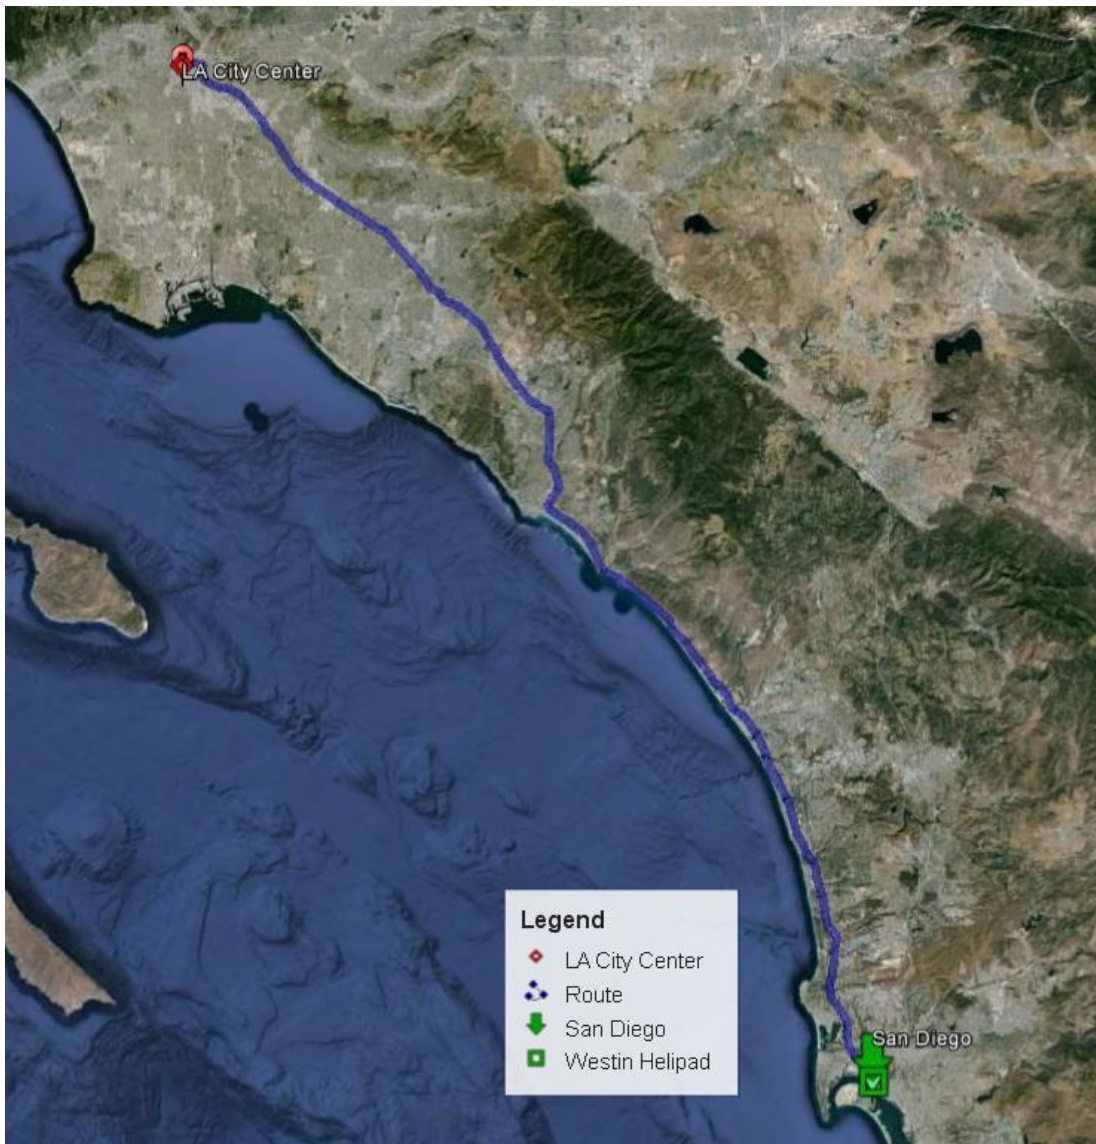 LA City Center
San Diego
Legend
LA City Center
Route
San Diego
Westin Helipad